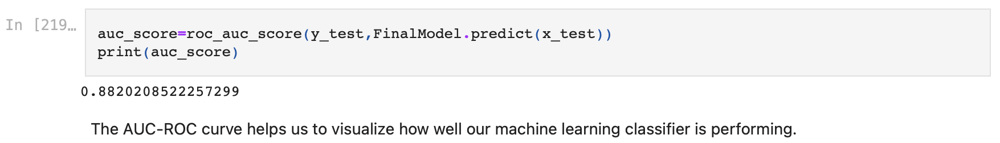 In [219…
auc_score=roc_auc_score(y_test,FinalModel.predict(x_test))
print(auc_score)
0.8820208522257299
The AUC-ROC curve helps us to visualize how well our machine learning classifier is performing.